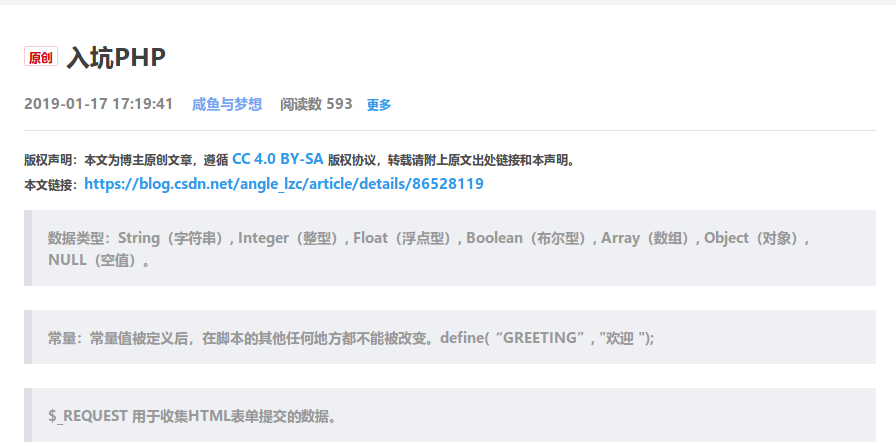 原创 入坑PHP
2019-01-17 17:19:41 咸鱼与梦想 阅读数 593 更多
版权声明：本文为博主原创文章，遵循 CC 4.0 BY-SA 版权协议，转载请附上原文出处链接和本声明。
本文链接：https://blog.csdn.net/angle_lzc/article/details/86528119
数据类型：String（字符串）, Integer（整型）, Float（浮点型）, Boolean（布尔型）, Array（数组）, Object（对象）,
NULL（空值）。
常量：常量值被定义后，在脚本的其他任何地方都不能被改变。define(“GREETING”, "欢迎 ");
$_REQUEST 用于收集HTML表单提交的数据。